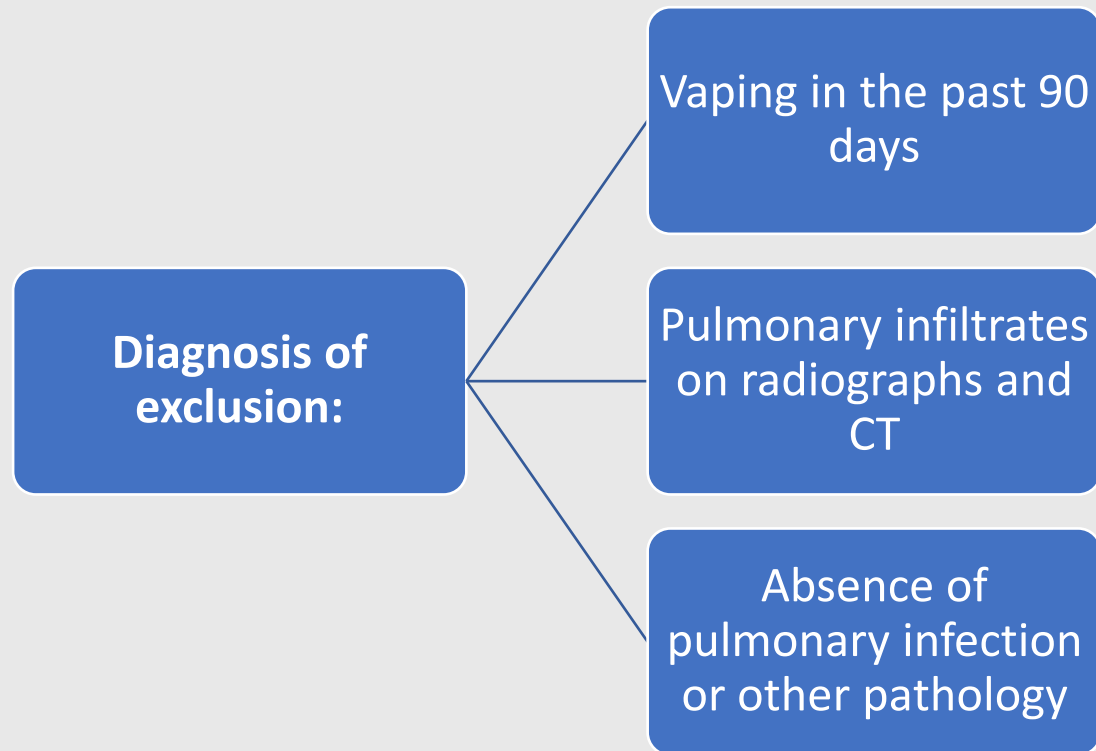 Diagnosis of
exclusion:
Vaping in the past 90
days
Pulmonary infiltrates
on radiographs and
CT
Absence of
pulmonary infection
or other pathology